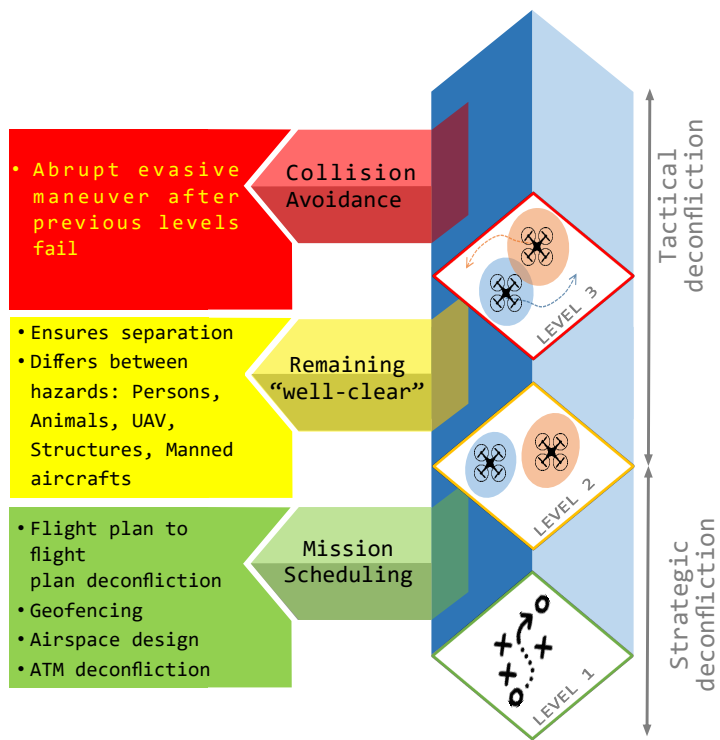 • Abrupt evasive
maneuver after
previous levels
fail
Collision
Avoidance
• Ensures separation
• Differs between
hazards: Persons,
Animals, UAV,
Structures, Manned
aircrafts
Remaining
“well-clear”
• Flight plan to
flight
plan deconfliction
• Geofencing
• Airspace design
• ATM deconfliction
Mission
Scheduling
LEVEL 3
LEVEL 2
LEVEL 1
Tactical
deconfliction
Strategic
deconfliction